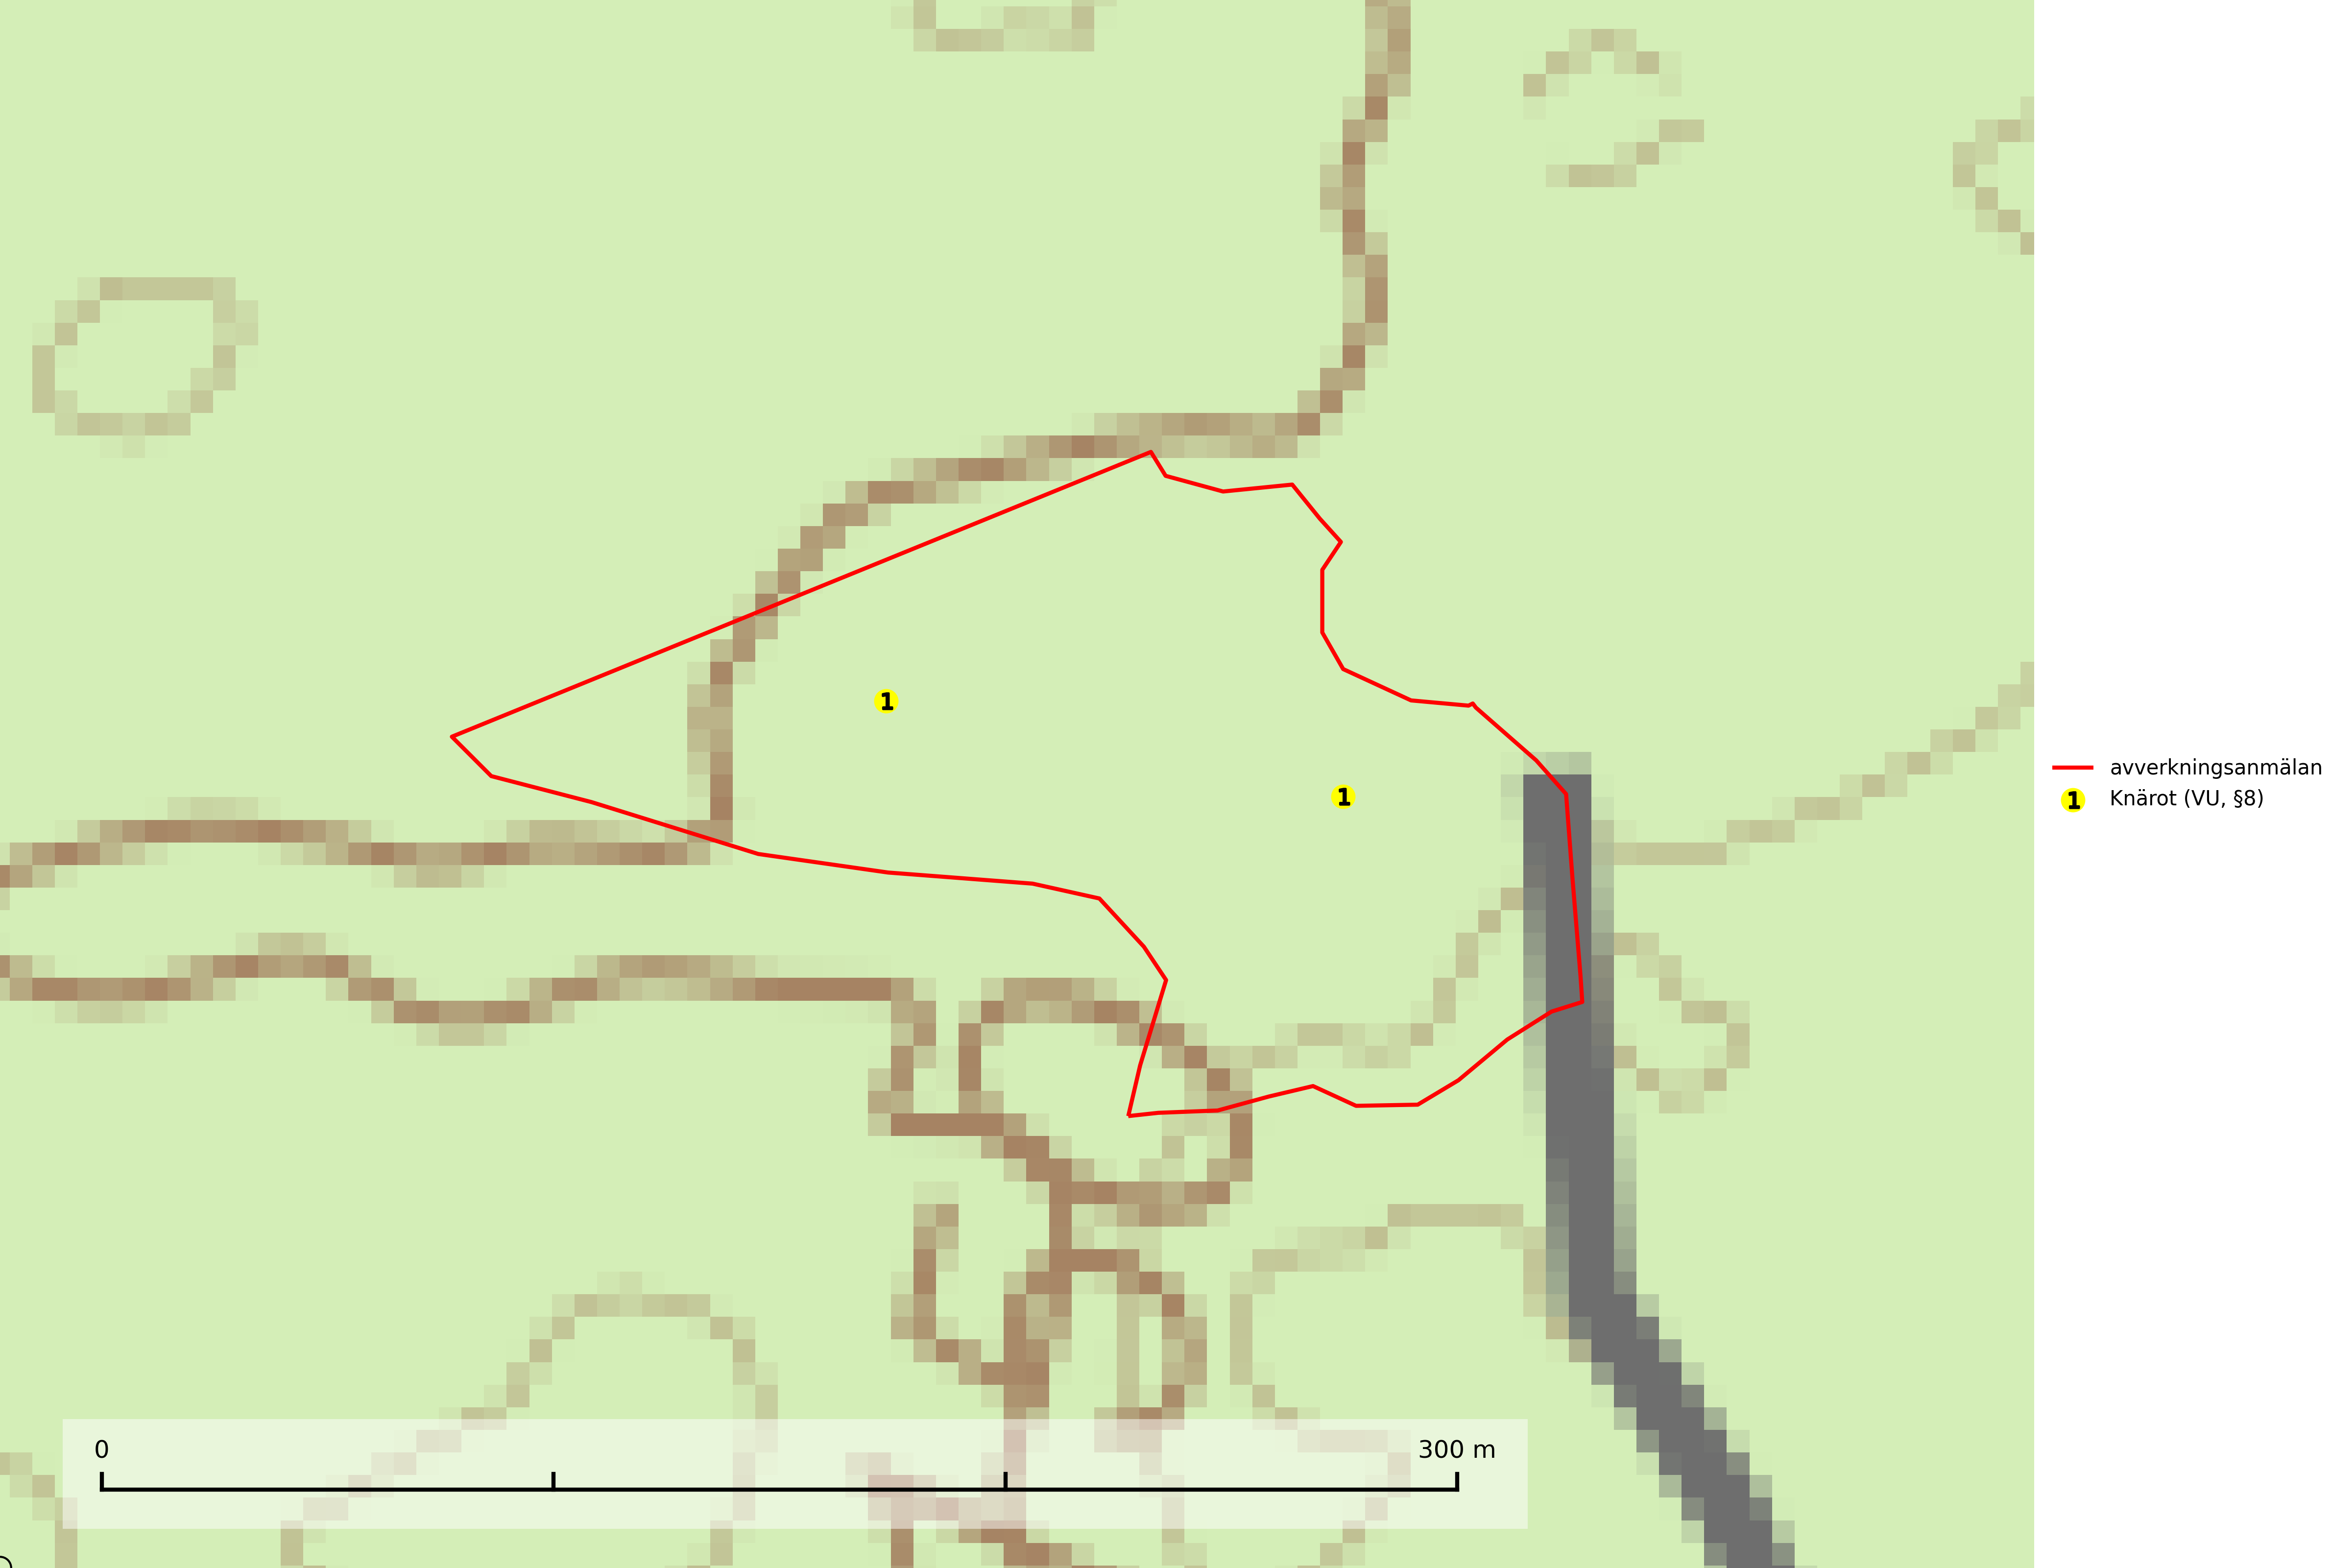 1
1
avverkningsanmälan
1 Knärot (VU, §8)
0 300 m